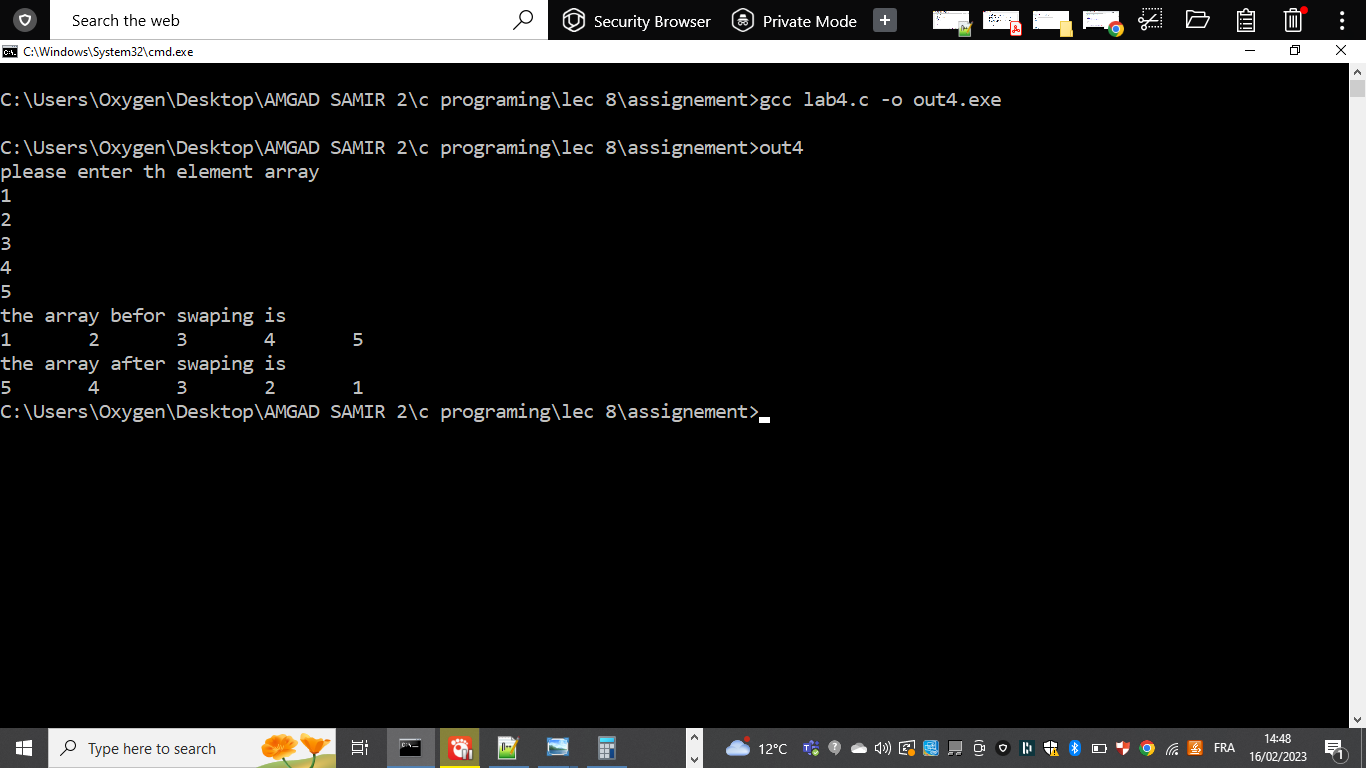 Search the web
Security Browser
Private Mode
C:\Windows\System32\cmd.exe
C:\Users\Oxygen\Desktop\AMGAD SAMIR 2\c programing\lec 8\assignement>gcc lab4.c -o out4.exe
C:\Users\Oxygen\Desktop\AMGAD SAMIR 2\c programing\lec 8\assignement>out4
please enter th element array
1
2
3
4
5
the array befor swaping is
1 2 3 4 5
the array after swaping is
5 4 3 2 1
C:\Users\Oxygen\Desktop\AMGAD SAMIR 2\c programing\lec 8\assignement>
Type here to search
12°C
FRA
14:48
16/02/2023
1